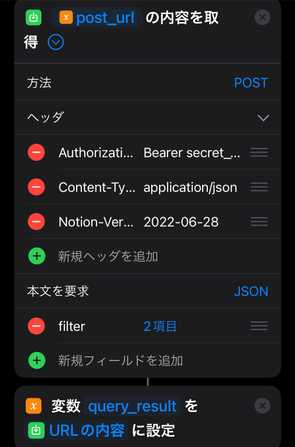 post_url の内容を取
得
方法 POST
ヘッダ
Authorizati... Bearer secret_...
Content-Ty... application/json
Notion-Ver... 2022-06-28
新規ヘッダを追加
本文を要求 JSON
filter 2項目
新規フィールドを追加
変数 query_result を
URLの内容 に設定